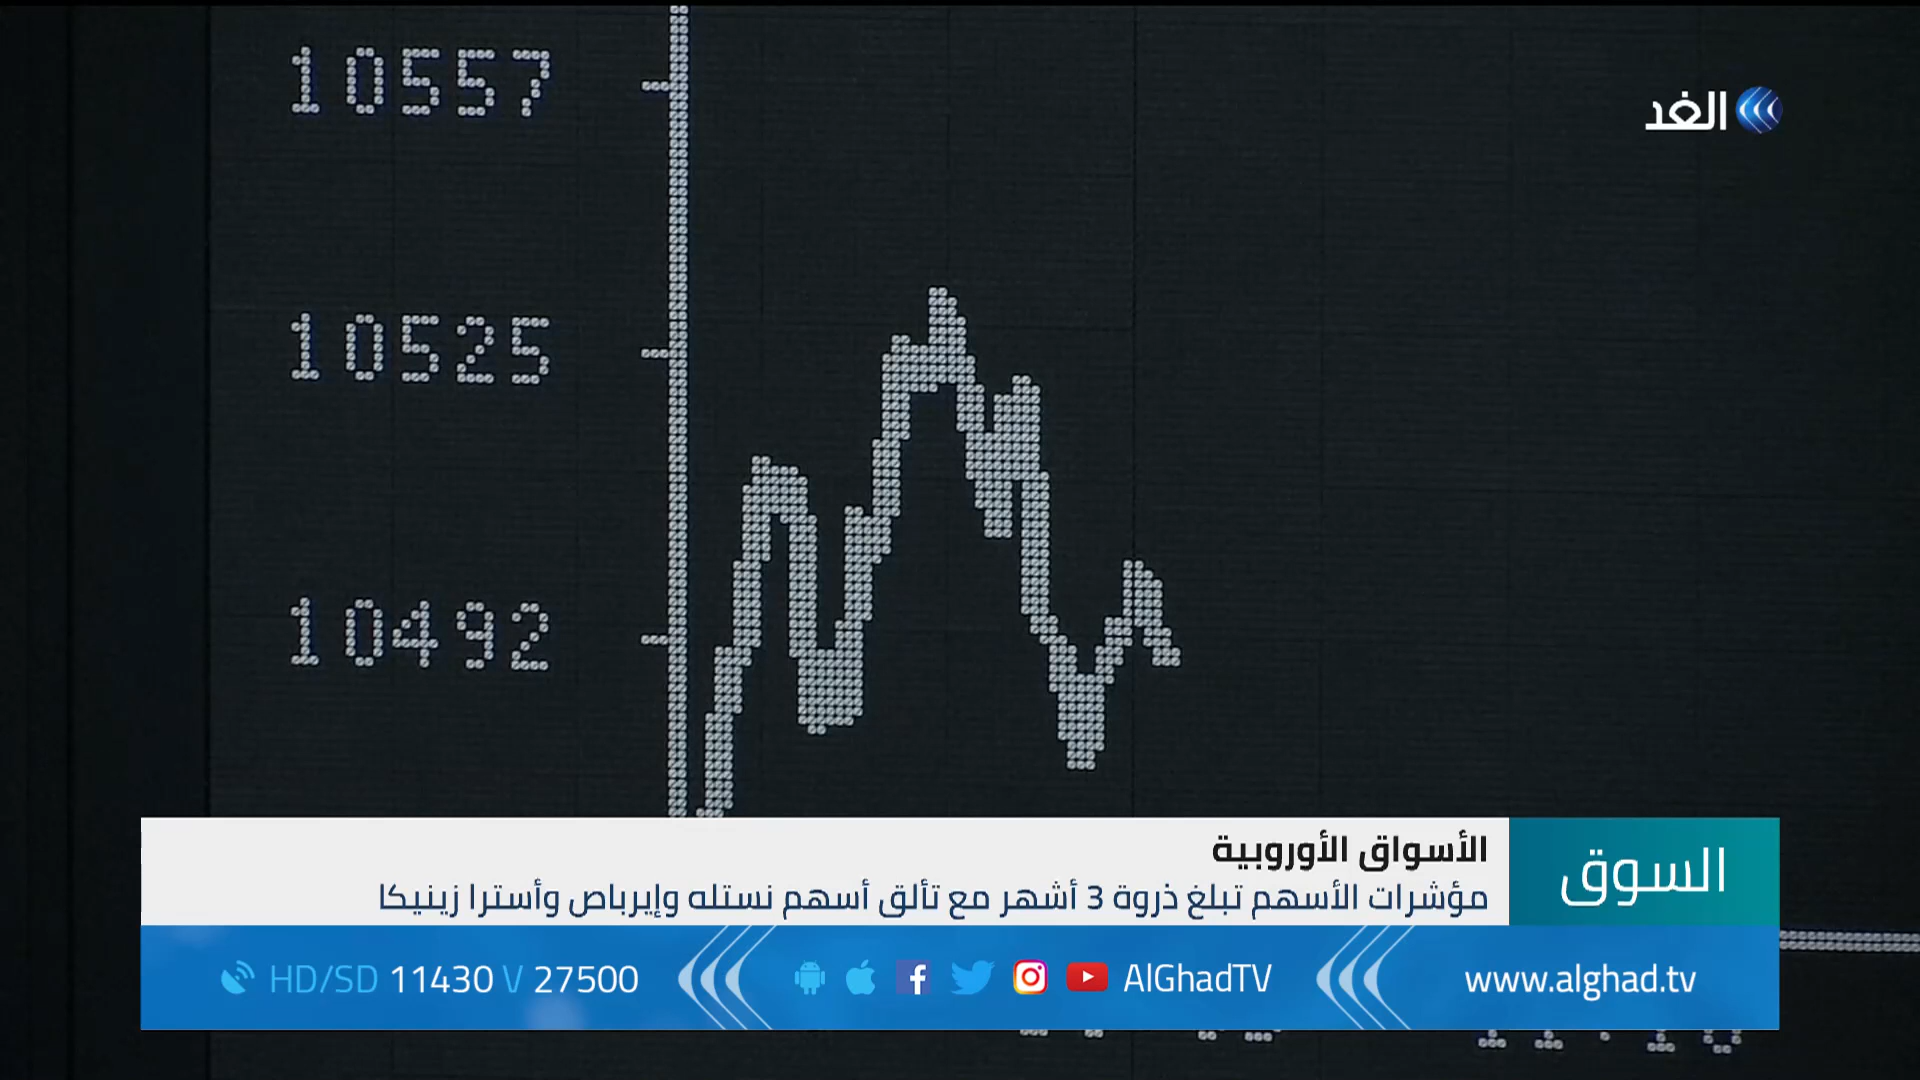 10557
الغد
10525
10492
السوق
الأسواق الأوروبية
مؤشرات الأسهم تبلغ ذروة 3 أشهر مع تألق أسهم نستله وإيرباص وأسترا زينيكا
HD/SD 11430 V 27500
AlGhadTV
www.alghad.tv